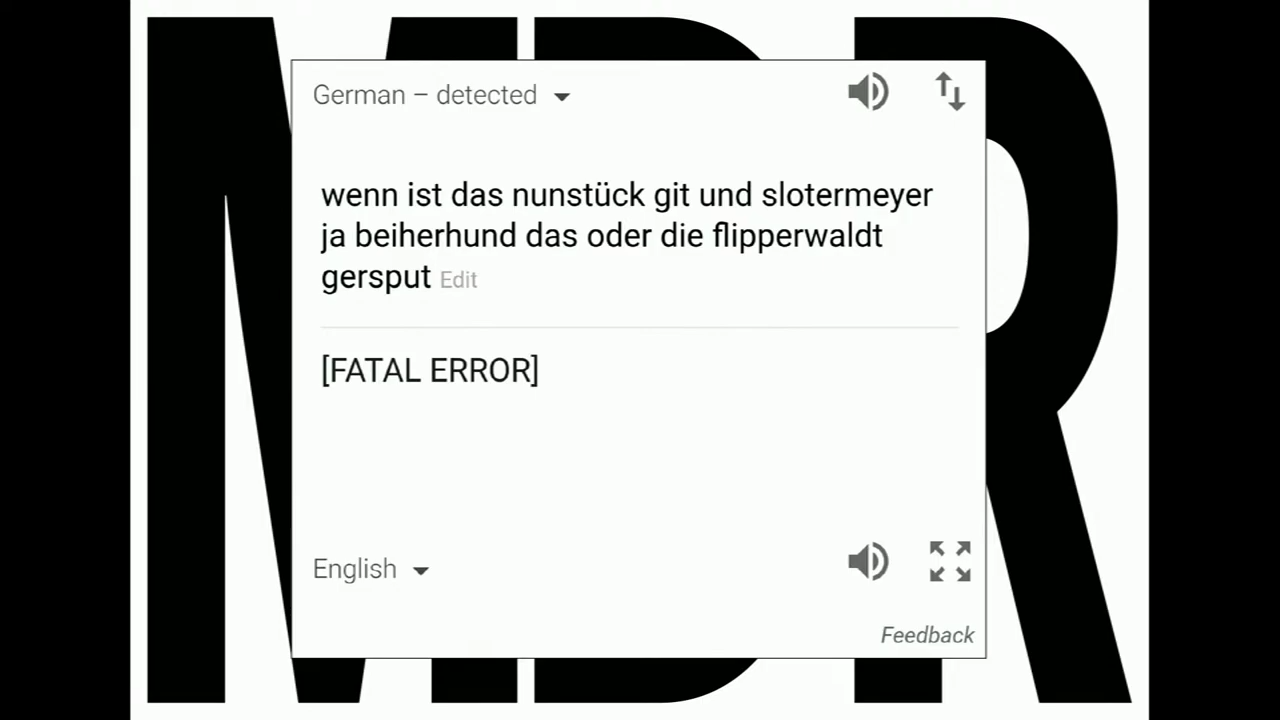 MDR
German – detected
wenn ist das nunstück git und slotermeyer
ja beiherhund das oder die flipperwaldt
gersput Edit
[FATAL ERROR]
English
Feedback